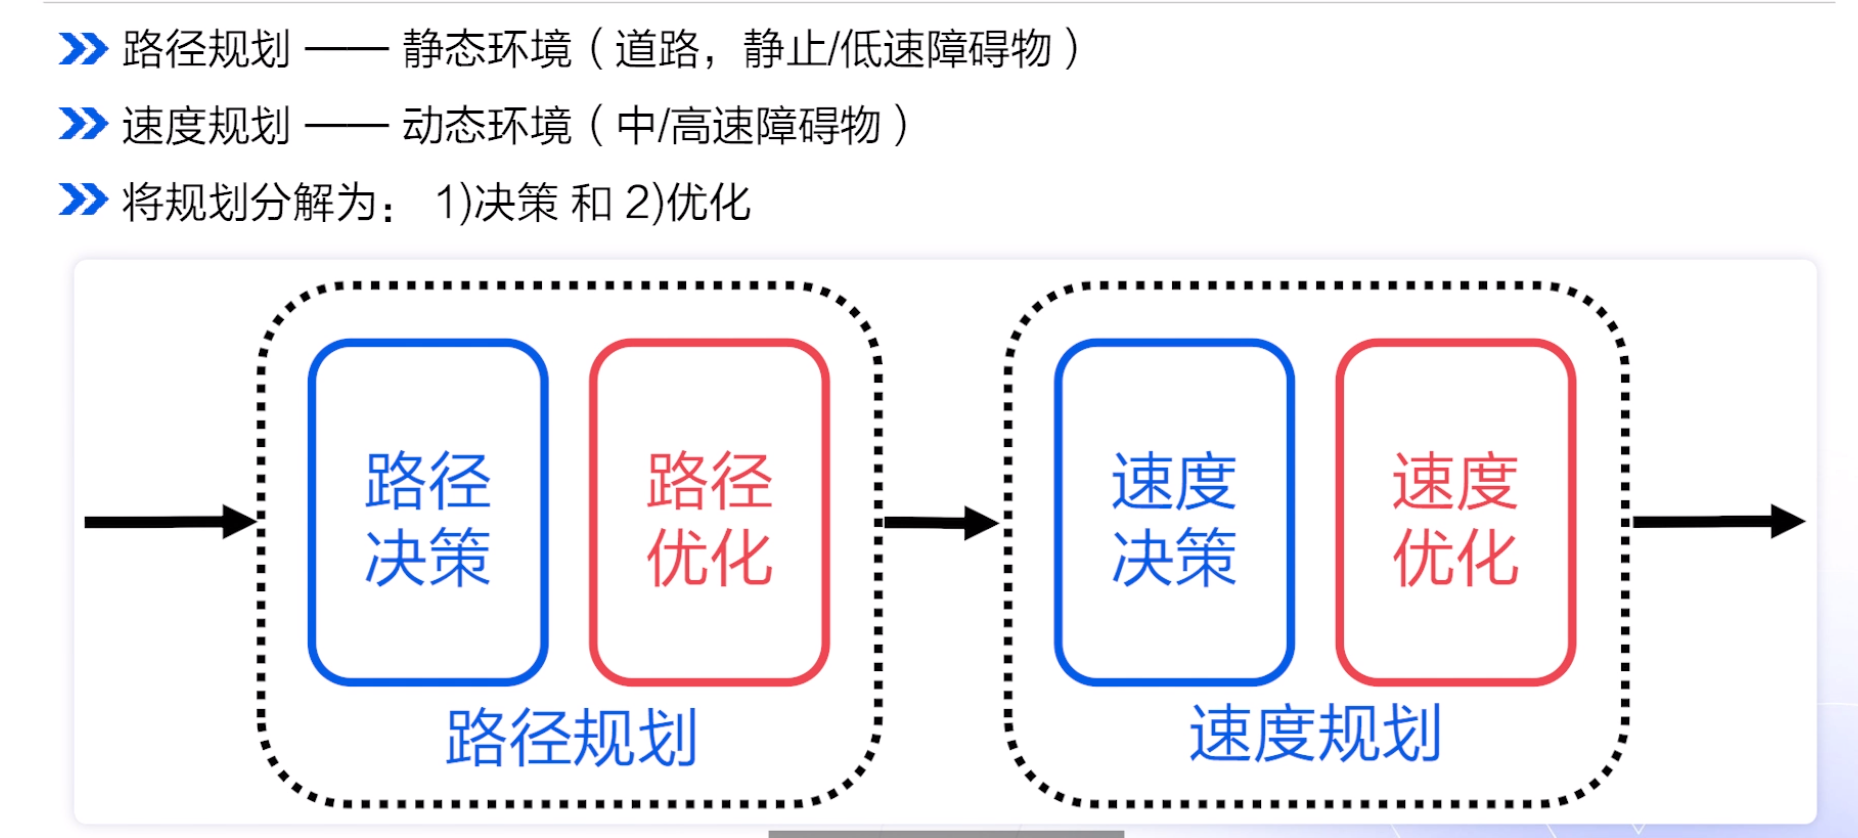 路径规划 —— 静态环境（道路，静止/低速障碍物）
速度规划 —— 动态环境（中/高速障碍物）
将规划分解为： 1)决策 和 2)优化
路径
决策
路径
优化
路径规划
速度
决策
速度
优化
速度规划